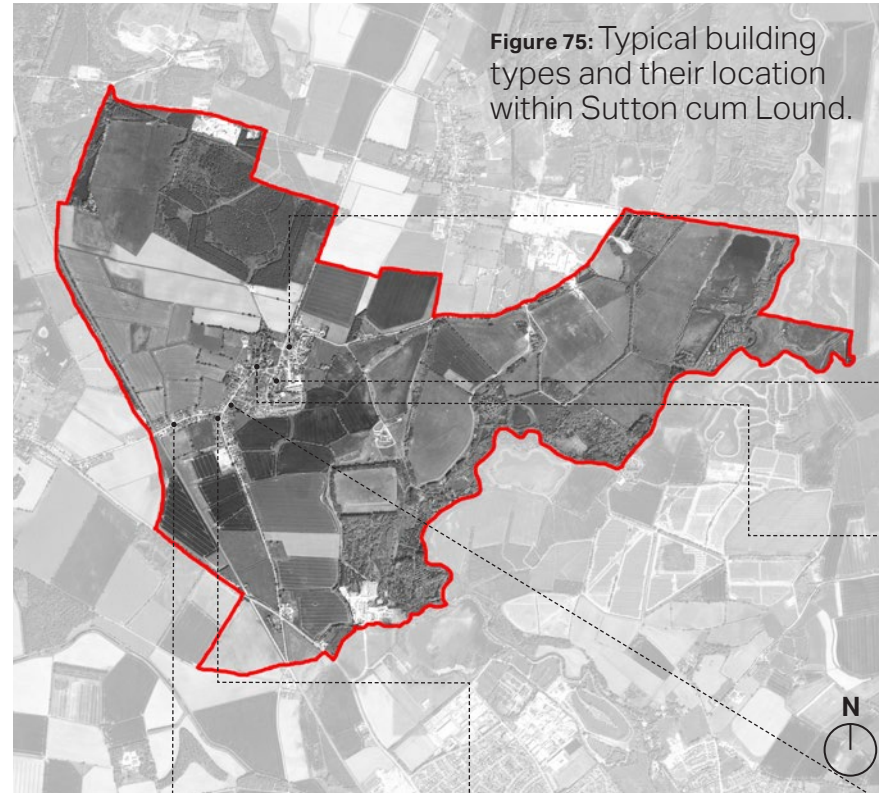 Figure 75: Typical building
types and their location
within Sutton cum Lound.
N